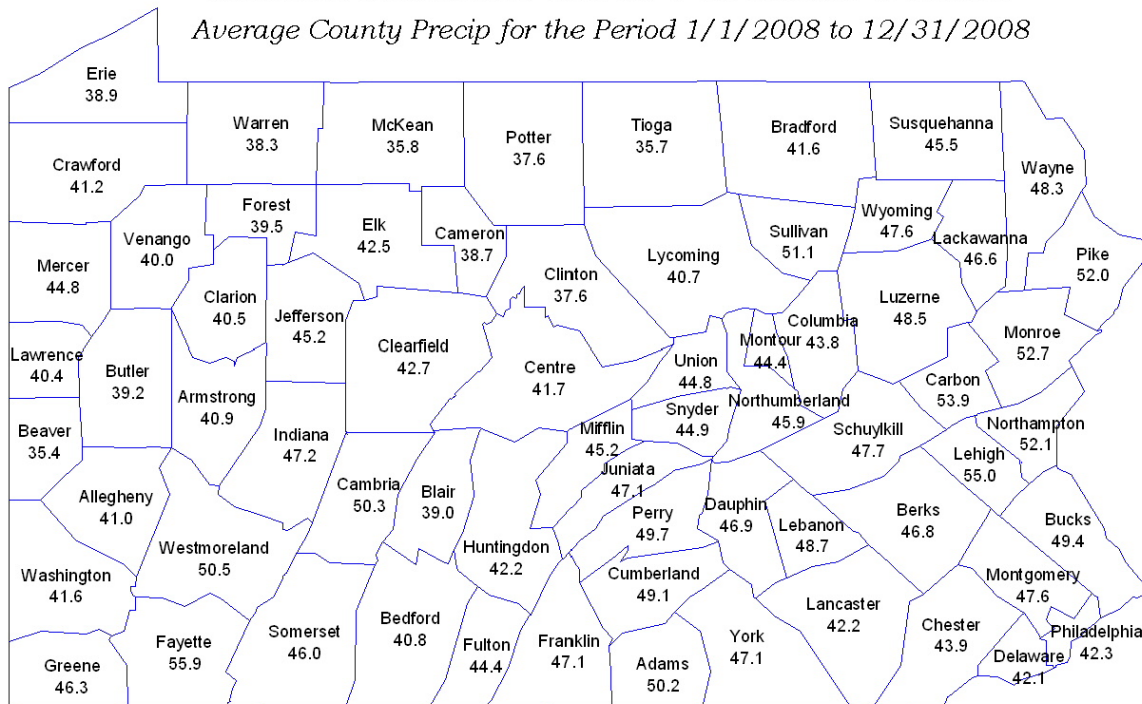 Average County Precip for the Period 1/1/2008 to 12/31/2008
Erie
38.9
Warren
38.3
McKean
35.8
Potter
37.6
Tioga
35.7
Bradford
41.6
Susquehanna
45.5
Wayne
48.3
Crawford
41.2
Forest
39.5
Elk
42.5
Cameron
38.7
Venango
40.0
Mercer
44.8
Clarion
40.5
Jefferson
45.2
Clinton
37.6
Lycoming
40.7
Sullivan
51.1
Wyoming
47.6
Lackawanna
46.6
Pike
52.0
Luzerne
48.5
Columbia
43.8
Montour
44.4
Monroe
52.7
Lawrence
40.4
Butler
39.2
Armstrong
40.9
Clearfield
42.7
Centre
41.7
Union
44.8
Carbon
53.9
Snyder
44.9
Northumberland
45.9
Northampton
52.1
Beaver
35.4
Indiana
47.2
Mifflin
45.2
Schuylkill
47.7
Lehigh
55.0
Juniata
47.1
Allegheny
41.0
Cambria
50.3
Blair
39.0
Perry
49.7
Dauphin
46.9
Lebanon
48.7
Berks
46.8
Bucks
49.4
Westmoreland
50.5
Huntingdon
42.2
Washington
41.6
Cumberland
49.1
Montgomery
47.6
Lancaster
42.2
Fayette
55.9
Somerset
46.0
Bedford
40.8
Fulton
44.4
Franklin
47.1
York
47.1
Chester
43.9
Philadelphia
42.3
Delaware
42.1
Greene
46.3
Adams
50.2